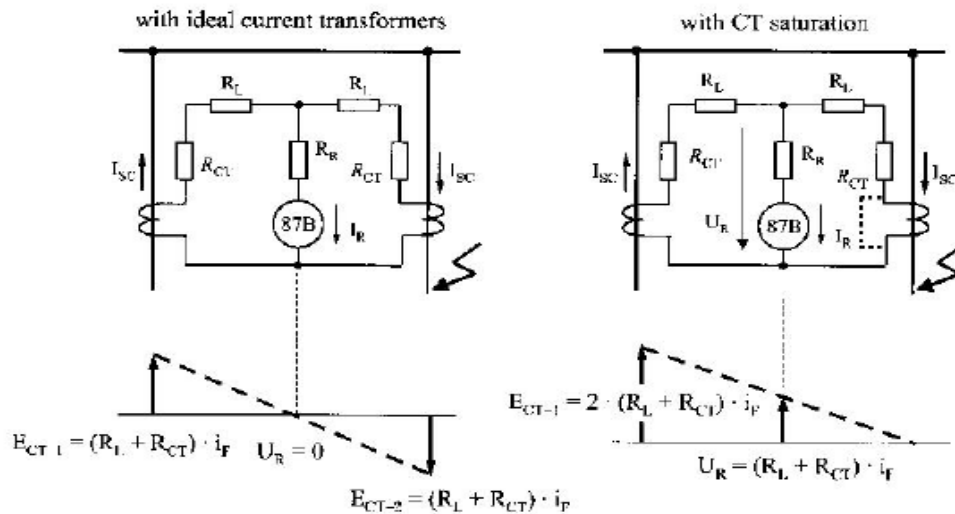 with ideal current transformers
with CT saturation
R_L R_L
R_CT R_R R_CT
I_SC I_SC
87B I_R
R_L R_L
R_CT R_R R_CT
I_SC I_SC
U_R 87B I_R
E_CT-1 = (R_L + R_CT) · i_F U_R = 0
E_CT-2 = (R_L + R_CT) · i_F
E_CT-1 = 2 · (R_L + R_CT) · i_F
U_R = (R_L + R_CT) · i_F